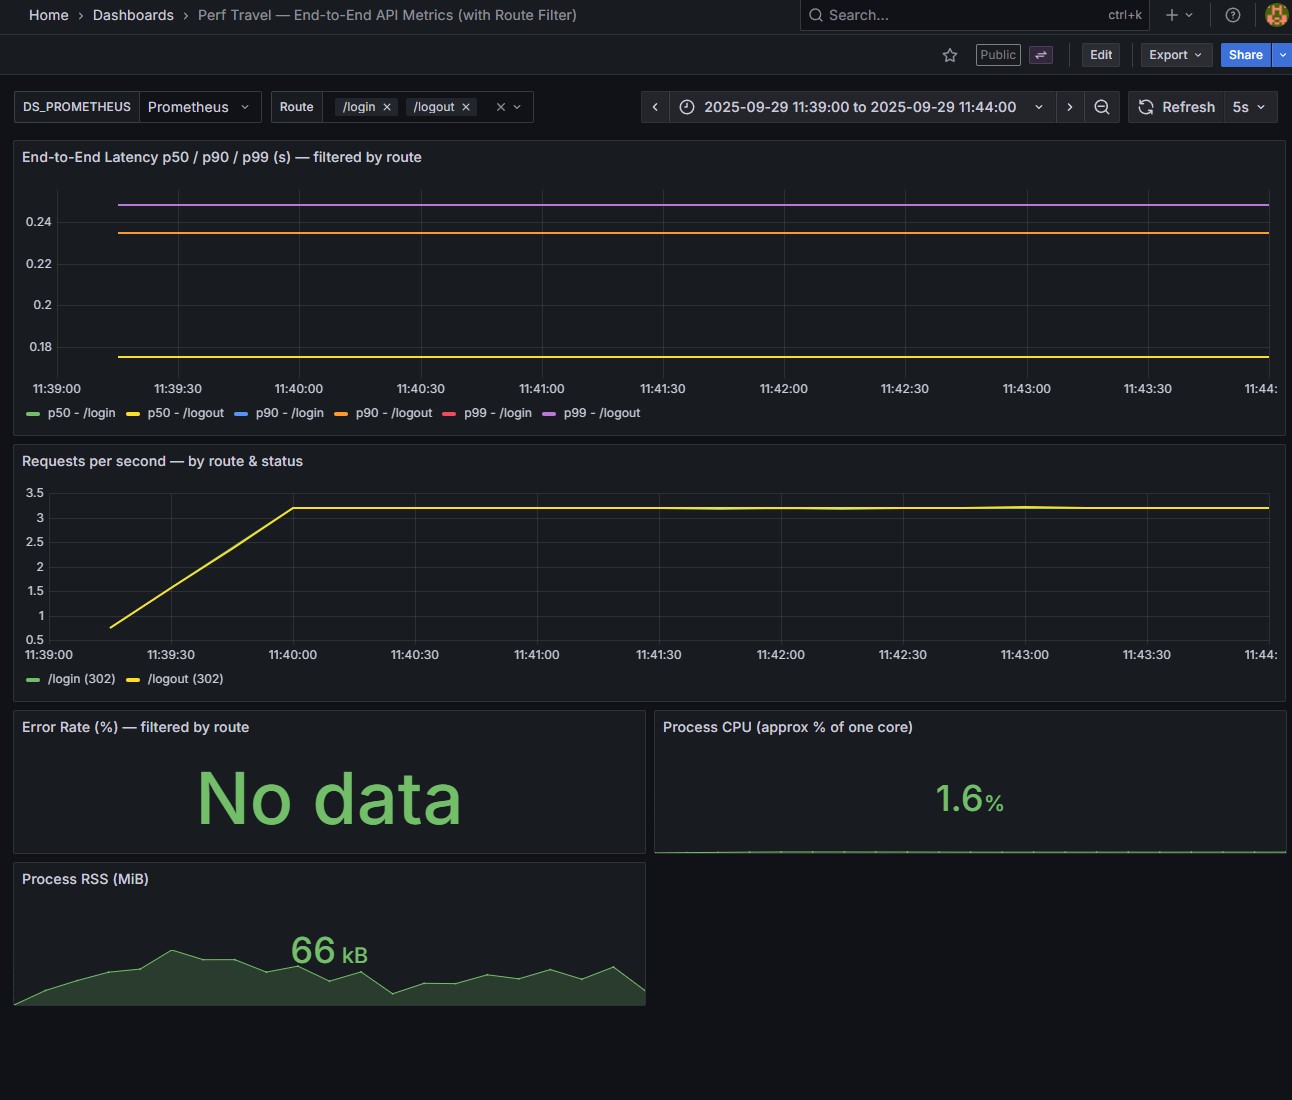 Home › Dashboards › Perf Travel — End-to-End API Metrics (with Route Filter)
Search... ctrl+k
Public Edit Export Share
DS_PROMETHEUS Prometheus Route /login /logout 2025-09-29 11:39:00 to 2025-09-29 11:44:00 Refresh 5s
End-to-End Latency p50 / p90 / p99 (s) — filtered by route
0.24
0.22
0.2
0.18
11:39:00 11:39:30 11:40:00 11:40:30 11:41:00 11:41:30 11:42:00 11:42:30 11:43:00 11:43:30 11:44:
p50 - /login p50 - /logout p90 - /login p90 - /logout p99 - /login p99 - /logout
Requests per second — by route & status
3.5
3
2.5
2
1.5
1
0.5
11:39:00 11:39:30 11:40:00 11:40:30 11:41:00 11:41:30 11:42:00 11:42:30 11:43:00 11:43:30 11:44:
/login (302) /logout (302)
Error Rate (%) — filtered by route
No data
Process CPU (approx % of one core)
1.6%
Process RSS (MiB)
66 kB